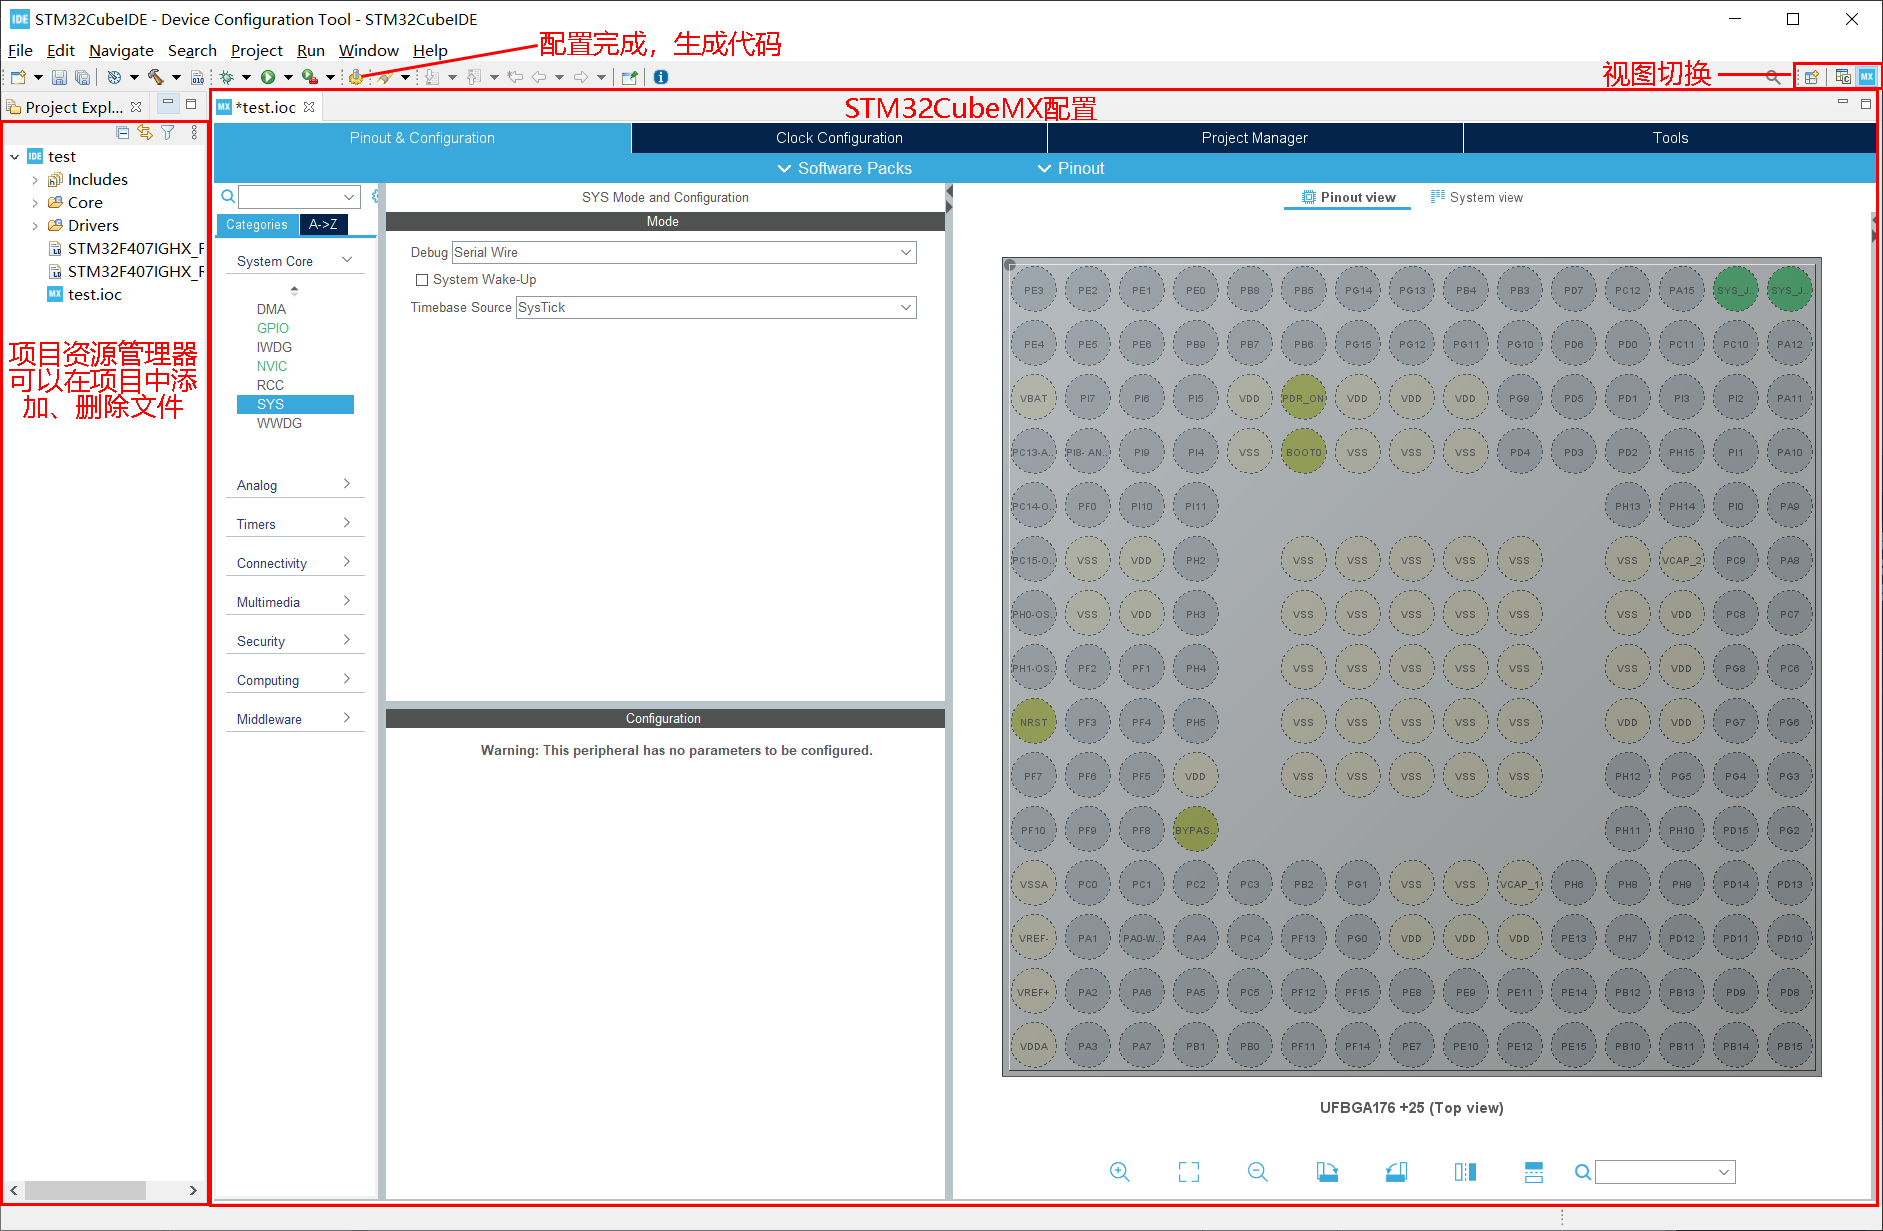 STM32CubeIDE - Device Configuration Tool - STM32CubeIDE
File Edit Navigate Search Project Run Window Help
配置完成，生成代码
视图切换
Project Expl...
*test.ioc
STM32CubeMX配置
test
Includes
Core
Drivers
STM32F407IGHX_F
STM32F407IGHX_F
test.ioc
项目资源管理器
可以在项目中添
加、删除文件
Pinout & Configuration
Clock Configuration
Project Manager
Tools
Software Packs
Pinout
Categories
A->Z
System Core
DMA
GPIO
IWDG
NVIC
RCC
SYS
WWDG
Analog
Timers
Connectivity
Multimedia
Security
Computing
Middleware
SYS Mode and Configuration
Mode
Debug Serial Wire
System Wake-Up
Timebase Source SysTick
Configuration
Warning: This peripheral has no parameters to be configured.
Pinout view
System view
PE3 PE2 PE1 PE0 PB8 PB5 PG14 PG13 PB4 PB3 PD7 PC12 PA15 SYS_J.. SYS_J..
PE4 PE5 PE6 PB9 PB7 PB6 PG15 PG12 PG11 PG10 PD6 PD0 PC11 PC10 PA12
VBAT PI7 PI6 PI5 VDD PDR_ON VDD VDD VDD PG9 PD5 PD1 PI3 PI2 PA11
PC13-A.. PI8- AN.. PI9 PI4 VSS BOOT0 VSS VSS VSS PD4 PD3 PD2 PH15 PI1 PA10
PC14-O.. PF0 PI10 PI11 PH13 PH14 PI0 PA9
PC15-O.. VSS VDD PH2 VSS VSS VSS VSS VSS VSS VCAP_2 PC9 PA8
PH0-OS.. VSS VDD PH3 VSS VSS VSS VSS VSS VSS VDD PC8 PC7
PH1-OS.. PF2 PF1 PH4 VSS VSS VSS VSS VSS VSS VDD PG8 PC6
NRST PF3 PF4 PH5 VSS VSS VSS VSS VSS VDD VDD PG7 PG6
PF7 PF6 PF5 VDD VSS VSS VSS VSS VSS PH12 PG5 PG4 PG3
PF10 PF9 PF8 BYPAS.. PH11 PH10 PD15 PG2
VSSA PC0 PC1 PC2 PC3 PB2 PG1 VSS VSS VCAP_1 PH6 PH8 PH9 PD14 PD13
VREF- PA1 PA0-W.. PA4 PC4 PF13 PG0 VDD VDD VDD PE13 PH7 PD12 PD11 PD10
VREF+ PA2 PA6 PA5 PC5 PF12 PF15 PE8 PE9 PE11 PE14 PB12 PB13 PD9 PD8
VDDA PA3 PA7 PB1 PB0 PF11 PF14 PE7 PE10 PE12 PE15 PB10 PB11 PB14 PB15
UFBGA176 +25 (Top view)